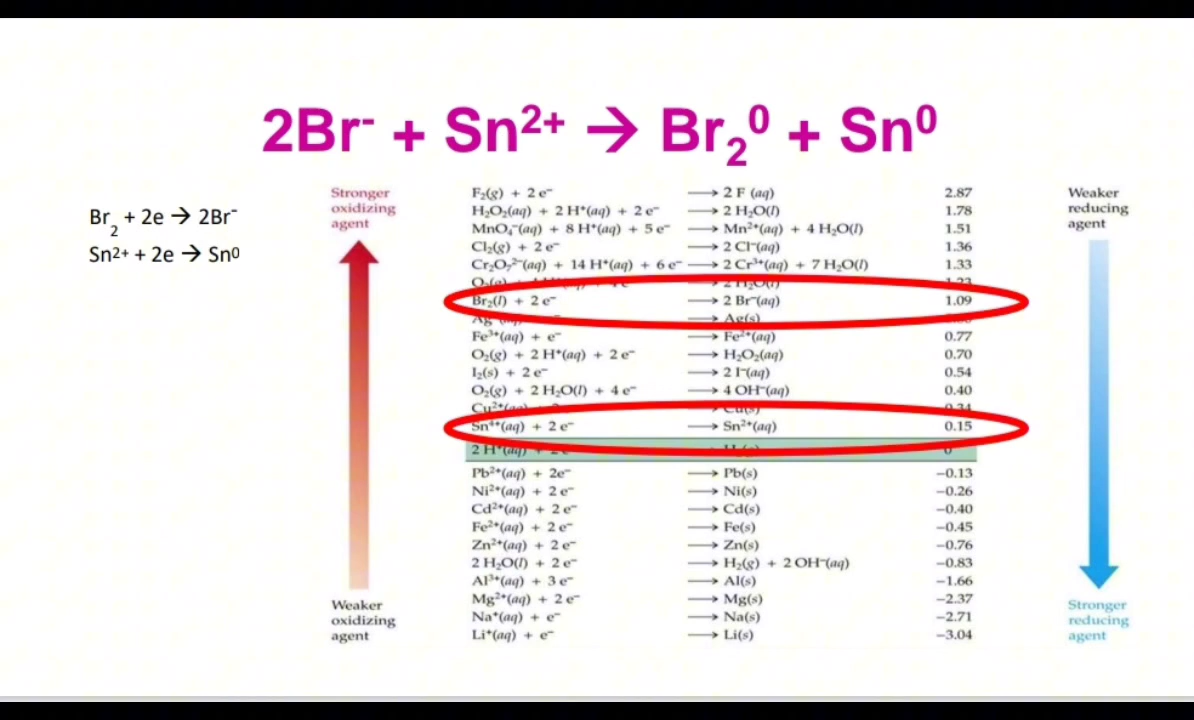 2Br⁻ + Sn²⁺ → Br₂⁰ + Sn⁰
Br₂ + 2e → 2Br⁻
Sn2+ + 2e → Sn⁰
Stronger oxidizing agent
Weaker reducing agent
F₂(g) + 2 e⁻ → 2 F (aq) 2.87
H₂O₂(aq) + 2 H⁺(aq) + 2 e⁻ → 2 H₂O(l) 1.78
MnO₄⁻(aq) + 8 H⁺(aq) + 5 e⁻ → Mn²⁺(aq) + 4 H₂O(l) 1.51
Cl₂(g) + 2 e⁻ → 2 Cl⁻(aq) 1.36
Cr₂O₇²⁻(aq) + 14 H⁺(aq) + 6 e⁻ → 2 Cr³⁺(aq) + 7 H₂O(l) 1.33
O₂(g) → 2 H₂O(l) 1.23
Br₂(l) + 2 e⁻ → 2 Br⁻(aq) 1.09
Ag → Ag(s)
Fe³⁺(aq) + e⁻ → Fe²⁺(aq) 0.77
O₂(g) + 2 H⁺(aq) + 2 e⁻ → H₂O₂(aq) 0.70
I₂(s) + 2 e⁻ → 2 I⁻(aq) 0.54
O₂(g) + 2 H₂O(l) + 4 e⁻ → 4 OH⁻(aq) 0.40
Cu²⁺(aq) → Cu(s) 0.34
Sn⁴⁺(aq) + 2 e⁻ → Sn²⁺(aq) 0.15
2 H⁺(aq) + 2 e⁻ → H₂(g) 0
Pb²⁺(aq) + 2e⁻ → Pb(s) −0.13
Ni²⁺(aq) + 2 e⁻ → Ni(s) −0.26
Cd²⁺(aq) + 2 e⁻ → Cd(s) −0.40
Fe²⁺(aq) + 2 e⁻ → Fe(s) −0.45
Zn²⁺(aq) + 2 e⁻ → Zn(s) −0.76
2 H₂O(l) + 2 e⁻ → H₂(g) + 2 OH⁻(aq) −0.83
Al³⁺(aq) + 3 e⁻ → Al(s) −1.66
Mg²⁺(aq) + 2 e⁻ → Mg(s) −2.37
Na⁺(aq) + e⁻ → Na(s) −2.71
Li⁺(aq) + e⁻ → Li(s) −3.04
Weaker oxidizing agent
Stronger reducing agent